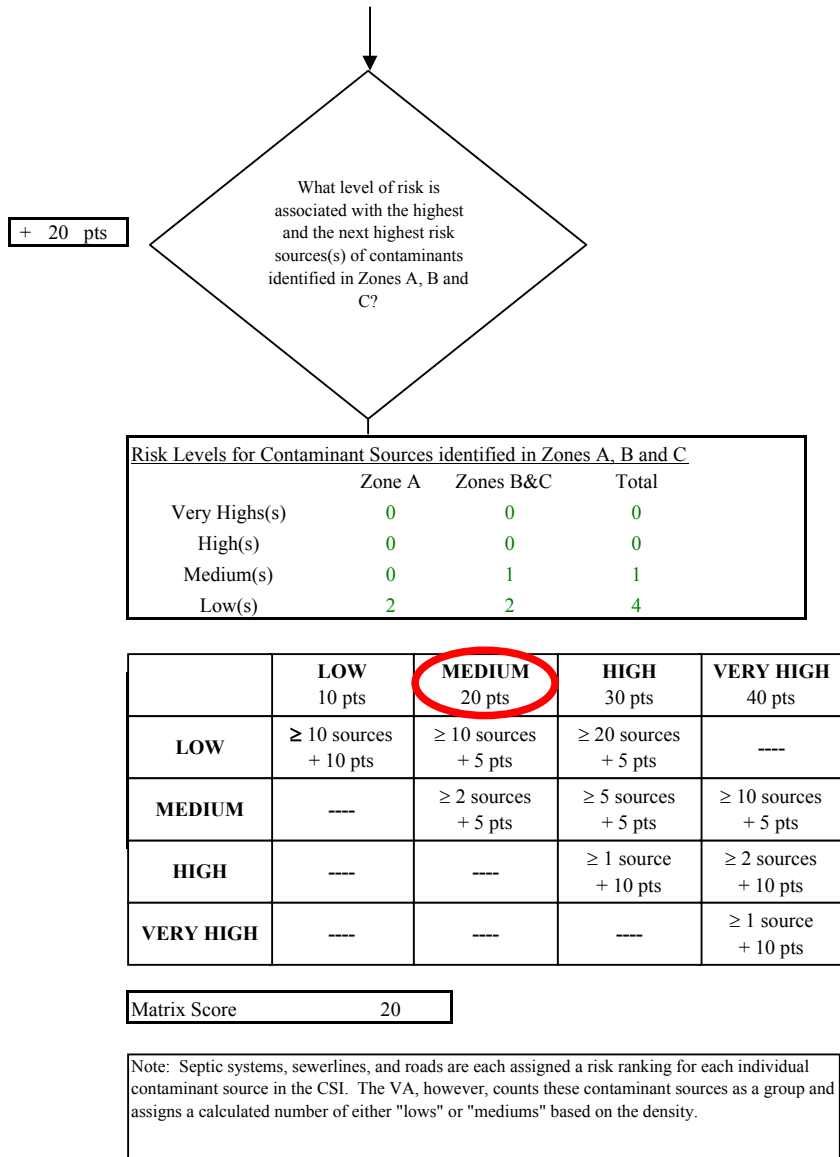 What level of risk is
associated with the highest
and the next highest risk
sources(s) of contaminants
identified in Zones A, B and
C?
+ 20 pts
Risk Levels for Contaminant Sources identified in Zones A, B and C
Zone A Zones B&C Total
Very Highs(s) 0 0 0
High(s) 0 0 0
Medium(s) 0 1 1
Low(s) 2 2 4
LOW MEDIUM HIGH VERY HIGH
10 pts 20 pts 30 pts 40 pts
LOW ≥ 10 sources + 10 pts ≥ 10 sources + 5 pts ≥ 20 sources + 5 pts ----
MEDIUM ---- ≥ 2 sources + 5 pts ≥ 5 sources + 5 pts ≥ 10 sources + 5 pts
HIGH ---- ---- ≥ 1 source + 10 pts ≥ 2 sources + 10 pts
VERY HIGH ---- ---- ---- ≥ 1 source + 10 pts
Matrix Score 20
Note: Septic systems, sewerlines, and roads are each assigned a risk ranking for each individual
contaminant source in the CSI. The VA, however, counts these contaminant sources as a group and
assigns a calculated number of either "lows" or "mediums" based on the density.